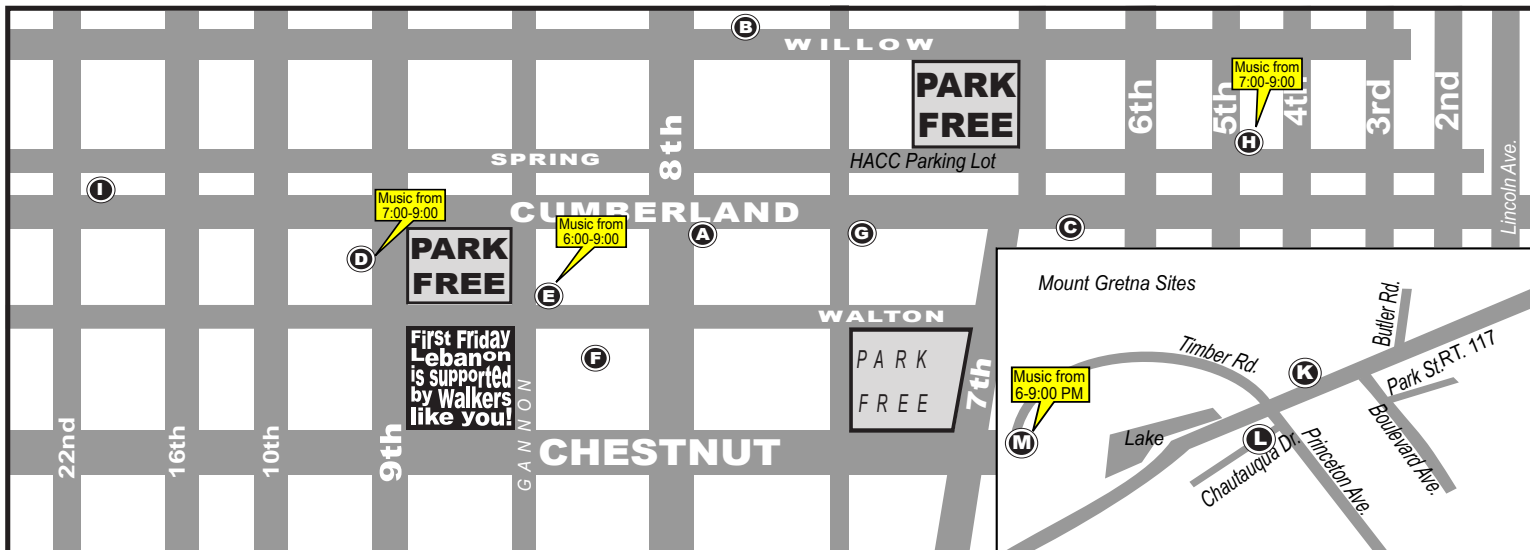 B
WILLOW
PARK
FREE
Music from
7:00-9:00
6th
5th
4th
3rd
2nd
H
8th
SPRING
HACC Parking Lot
Lincoln Ave.
I
Music from
7:00-9:00
CUMBERLAND
Music from
6:00-9:00
A
G
C
D
PARK
FREE
E
WALTON
First Friday
Lebanon
is supported
by Walkers
like you!
F
PARK
FREE
7th
22nd
16th
10th
9th
GANNON
CHESTNUT
Mount Gretna Sites
Butler Rd.
Timber Rd.
K
Park St.
RT. 117
Music from
6-9:00 PM
M
Lake
L
Chautauqua Dr.
Princeton Ave.
Boulevard Ave.